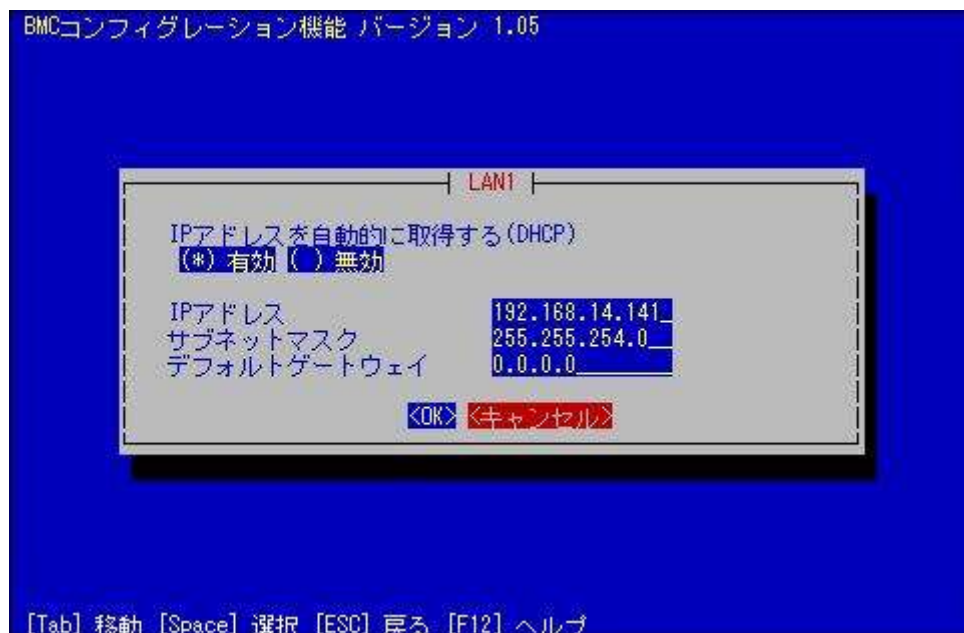 BMCコンフィグレーション機能 バージョン 1.05
LAN1
IPアドレスを自動的に取得する(DHCP)
(*) 有効 ( ) 無効
IPアドレス 192.168.14.141_
サブネットマスク 255.255.254.0__
デフォルトゲートウェイ 0.0.0.0________
<OK> <キャンセル>
[Tab] 移動 [Space] 選択 [ESC] 戻る [F12] ヘルプ